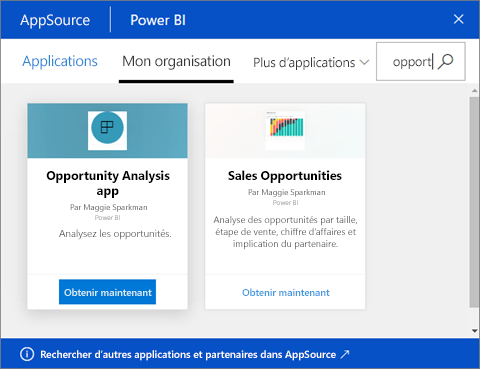 AppSource Power BI
Applications Mon organisation Plus d'applications opport
Opportunity Analysis
app
Par Maggie Sparkman
Power BI
Analysez les opportunités.
Obtenir maintenant
Sales Opportunities
Par Maggie Sparkman
Power BI
Analyse des opportunités par taille,
étape de vente, chiffre d'affaires et
implication du partenaire.
Obtenir maintenant
Rechercher d'autres applications et partenaires dans AppSource